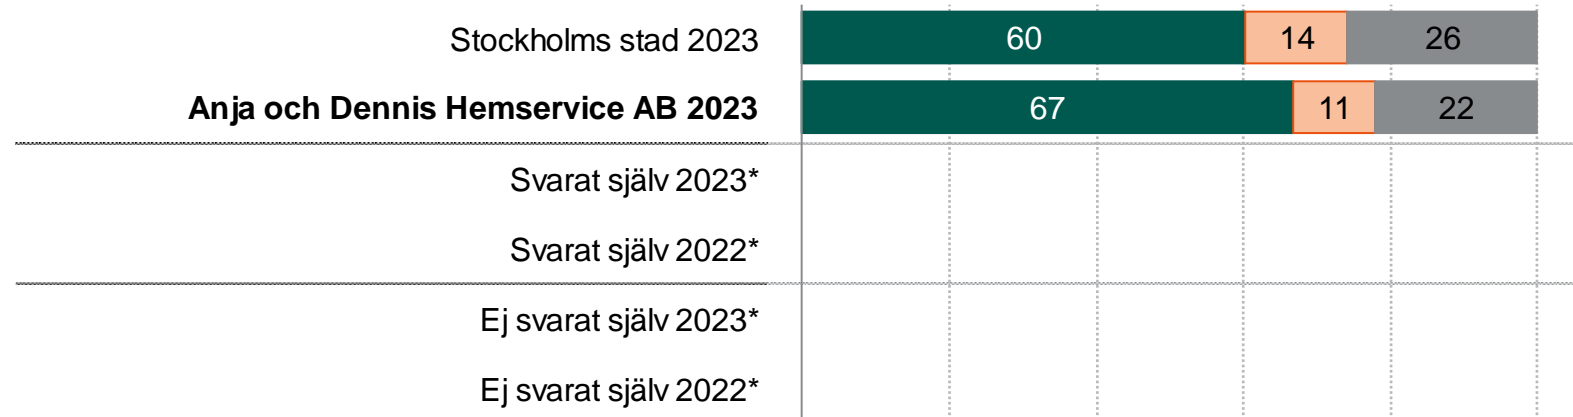 Stockholms stad 2023 60 14 26
Anja och Dennis Hemservice AB 2023 67 11 22
Svarat själv 2023*
Svarat själv 2022*
Ej svarat själv 2023*
Ej svarat själv 2022*